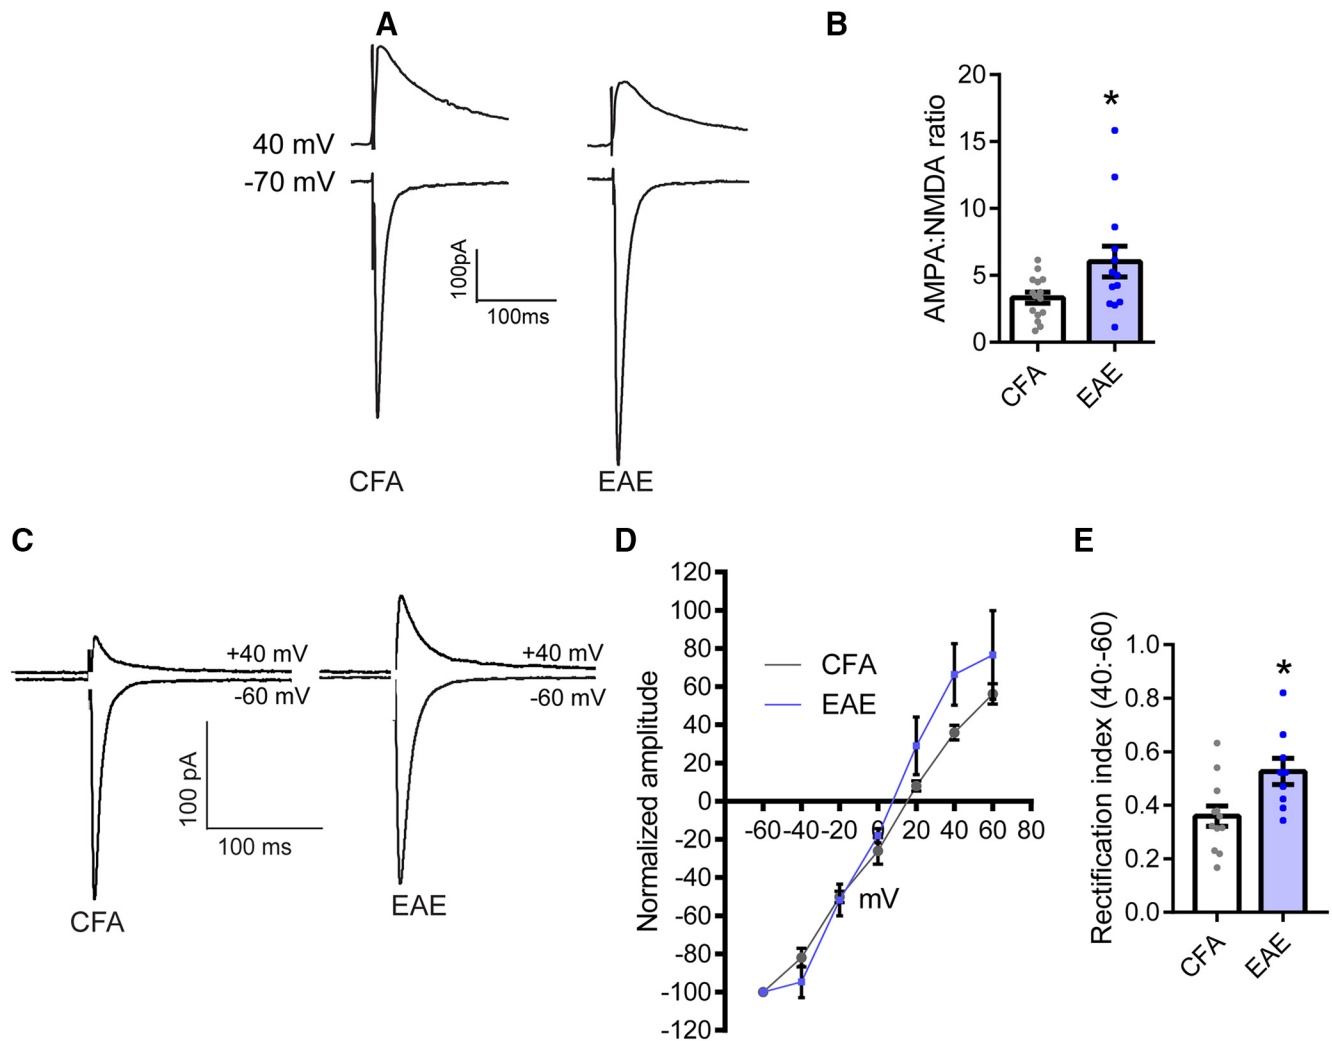 A
40 mV
-70 mV
100pA
100ms
CFA
EAE
B
AMPA:NMDA ratio
20
15
10
5
0
*
CFA
EAE
C
+40 mV
-60 mV
+40 mV
-60 mV
100 pA
100 ms
CFA
EAE
D
Normalized amplitude
120
100
80
60
40
20
0
-20
-40
-60
-80
-100
-120
CFA
EAE
-60 -40 -20 0 20 40 60 80
mV
E
Rectification index (40:-60)
1.0
0.8
0.6
0.4
0.2
0.0
*
CFA
EAE